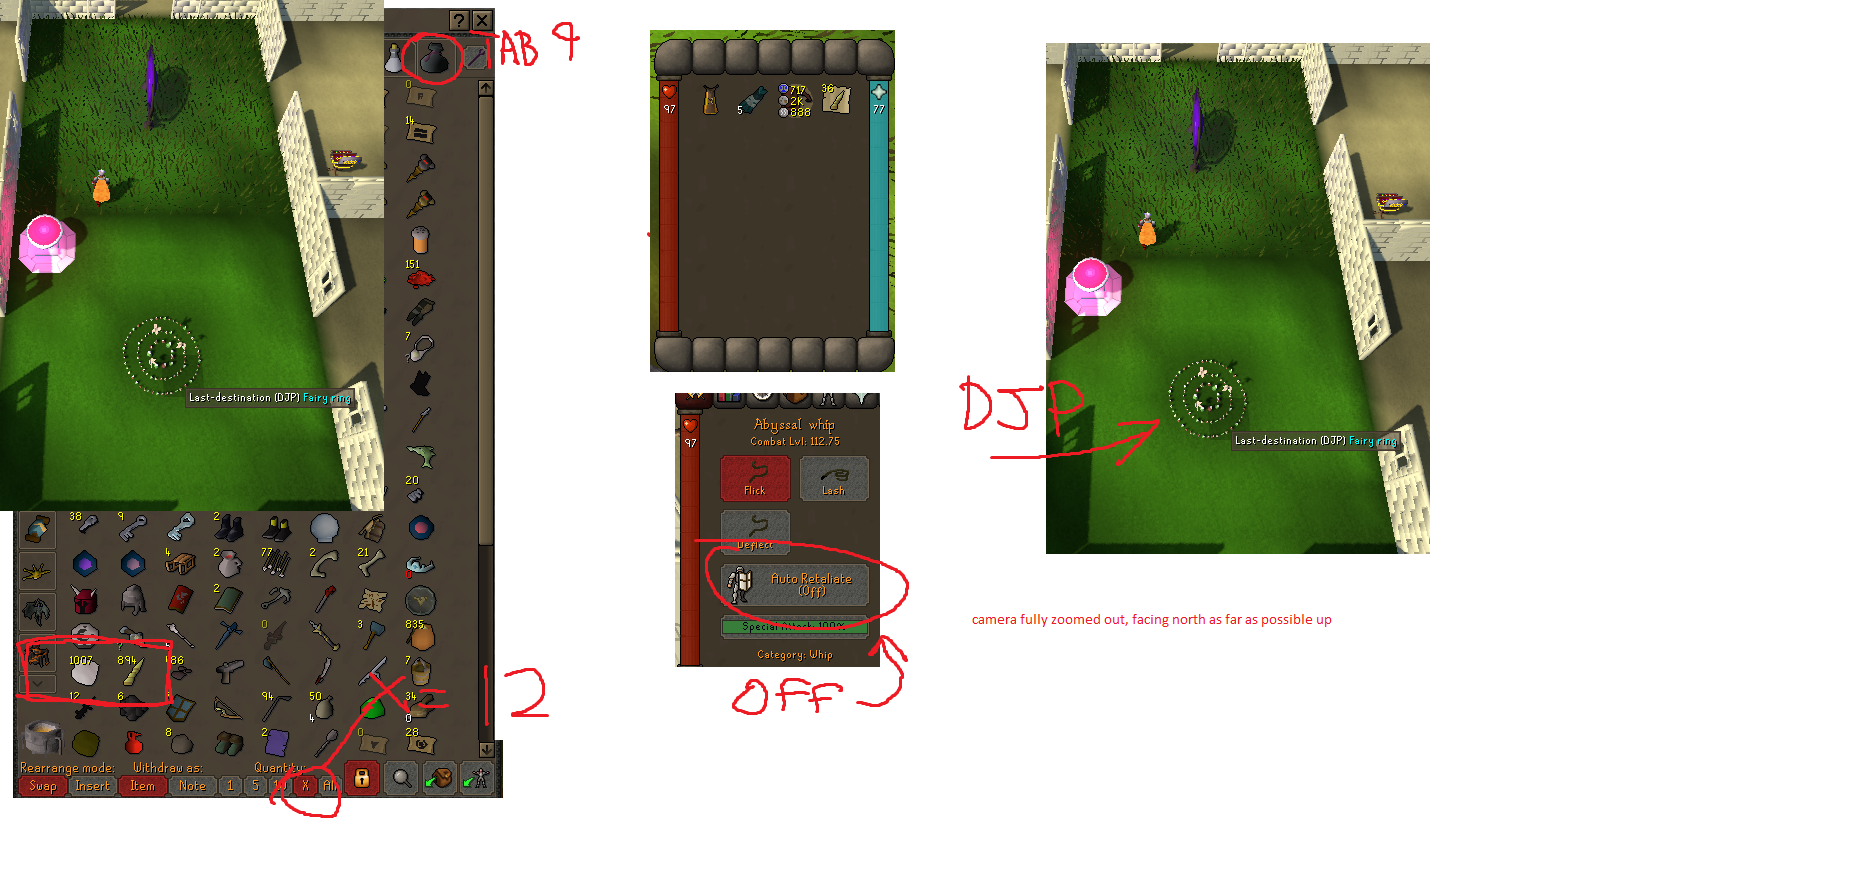 ? X
TAB 9
0
14
151
7
20
Last-destination (DJP) Fairy ring
38 9 2
4 2 77 2 21
2
0 3 835
1007 894 486 7
12 6 94 50 34
4 0
8 2 0 28
X= 12
Rearrange mode: Withdraw as: Quantity:
Swap Insert Item Note 1 5 10 X All
97 5 717 36 77
2K
888
97
Abyssal whip
Combat Lvl: 112.75
Flick Lash
Deflect
Auto Retaliate
(Off)
Special Attack: 100%
Category: Whip
OFF
DJP
Last-destination (DJP) Fairy ring
camera fully zoomed out, facing north as far as possible up